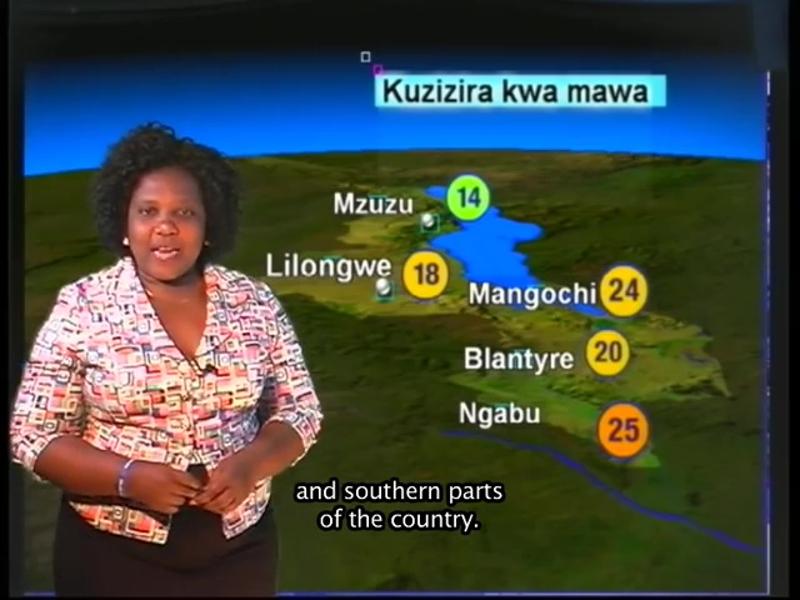 Kuzizira kwa mawa
Mzuzu 14
Lilongwe 18
Mangochi 24
Blantyre 20
Ngabu 25
and southern parts
of the country.